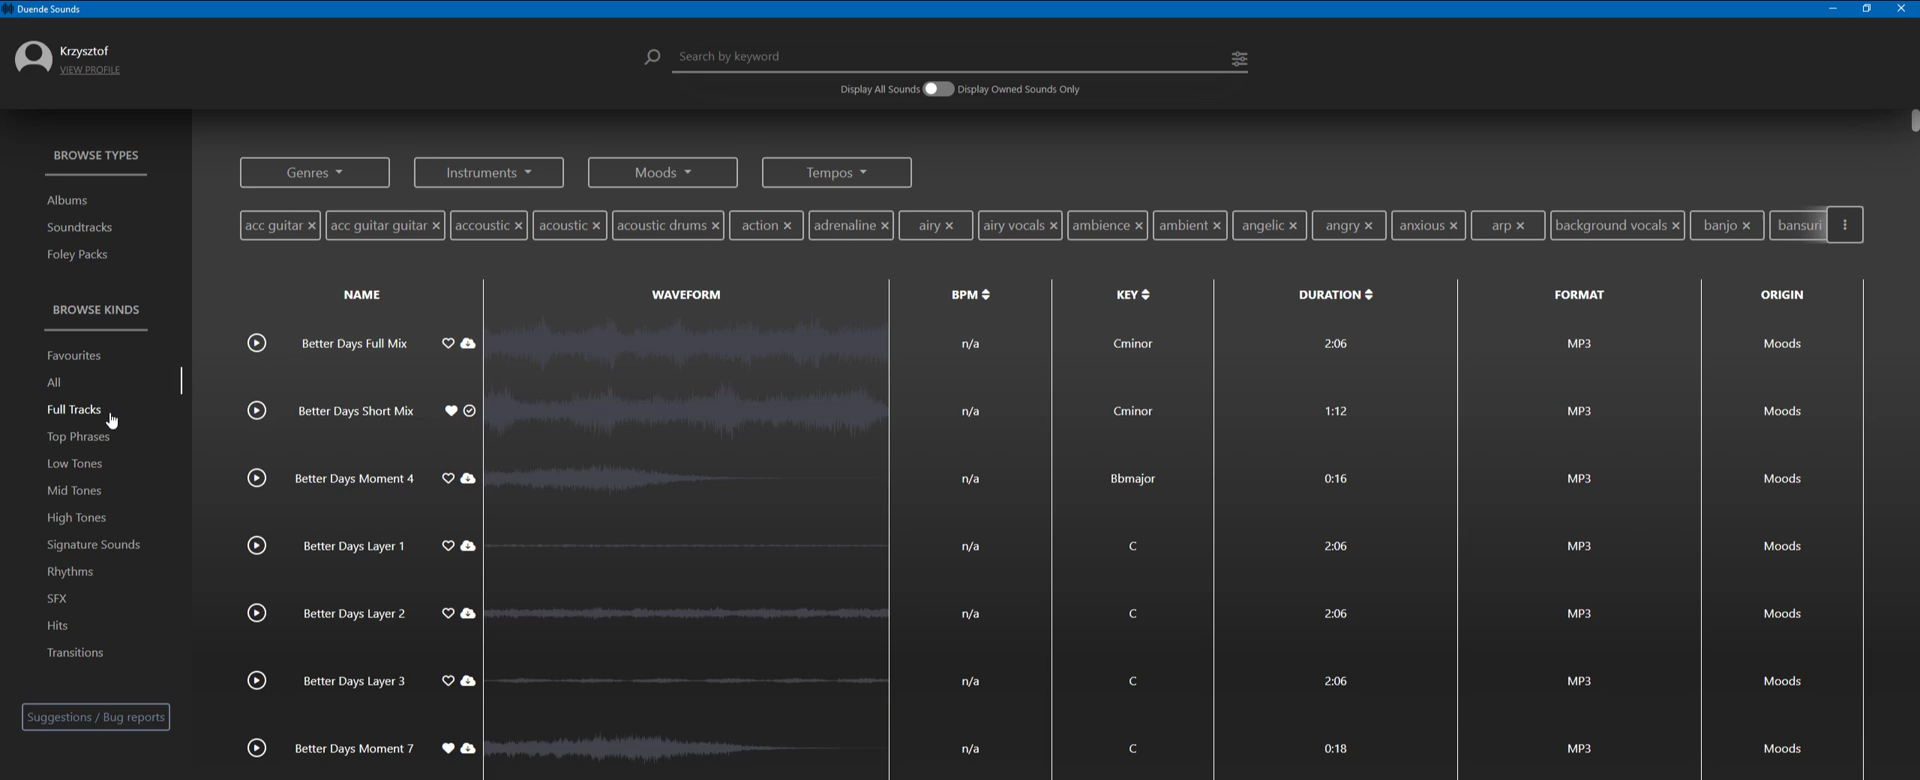 Duende Sounds
Krzysztof
VIEW PROFILE
Search by keyword
Display All Sounds Display Owned Sounds Only
BROWSE TYPES
Albums
Soundtracks
Foley Packs
BROWSE KINDS
Favourites
All
Full Tracks
Top Phrases
Low Tones
Mid Tones
High Tones
Signature Sounds
Rhythms
SFX
Hits
Transitions
Suggestions / Bug reports
Genres Instruments Moods Tempos
acc guitar × acc guitar guitar × accoustic × acoustic × acoustic drums × action × adrenaline × airy × airy vocals × ambience × ambient × angelic × angry × anxious × arp × background vocals × banjo × bansuri
NAME WAVEFORM BPM KEY DURATION FORMAT ORIGIN
Better Days Full Mix n/a Cminor 2:06 MP3 Moods
Better Days Short Mix n/a Cminor 1:12 MP3 Moods
Better Days Moment 4 n/a Bbmajor 0:16 MP3 Moods
Better Days Layer 1 n/a C 2:06 MP3 Moods
Better Days Layer 2 n/a C 2:06 MP3 Moods
Better Days Layer 3 n/a C 2:06 MP3 Moods
Better Days Moment 7 n/a C 0:18 MP3 Moods